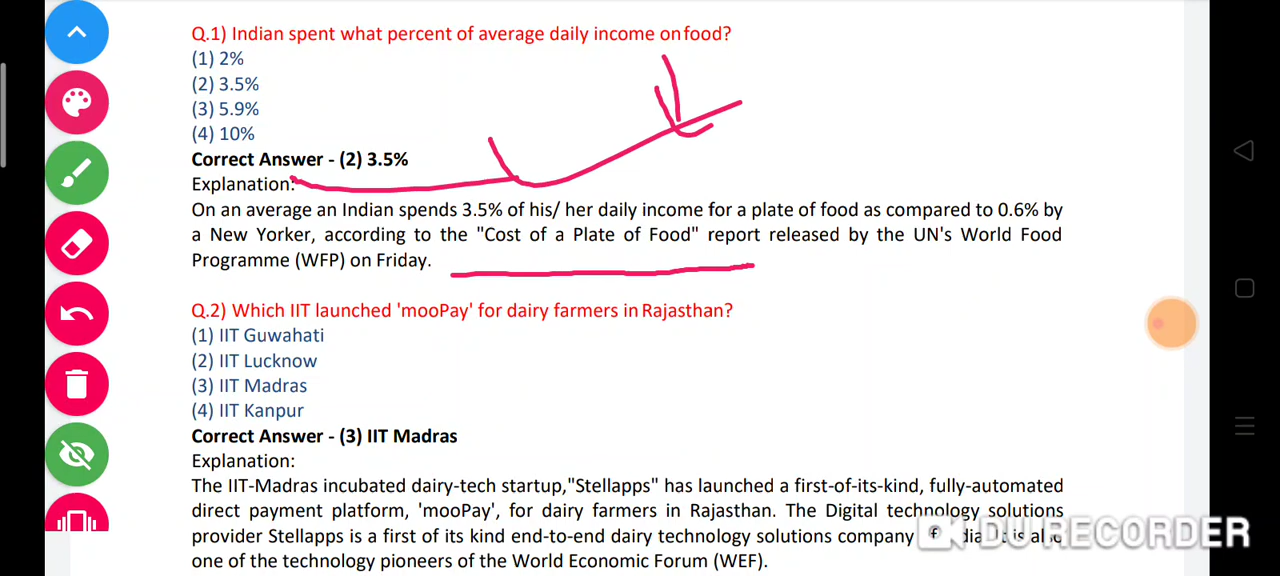 Q.1) Indian spent what percent of average daily income on food?
(1) 2%
(2) 3.5%
(3) 5.9%
(4) 10%
Correct Answer - (2) 3.5%
Explanation:
On an average an Indian spends 3.5% of his/ her daily income for a plate of food as compared to 0.6% by
a New Yorker, according to the "Cost of a Plate of Food" report released by the UN's World Food
Programme (WFP) on Friday.
Q.2) Which IIT launched 'mooPay' for dairy farmers in Rajasthan?
(1) IIT Guwahati
(2) IIT Lucknow
(3) IIT Madras
(4) IIT Kanpur
Correct Answer - (3) IIT Madras
Explanation:
The IIT-Madras incubated dairy-tech startup,"Stellapps" has launched a first-of-its-kind, fully-automated
direct payment platform, 'mooPay', for dairy farmers in Rajasthan. The Digital technology solutions
provider Stellapps is a first of its kind end-to-end dairy technology solutions company
one of the technology pioneers of the World Economic Forum (WEF).
DU RECORDER